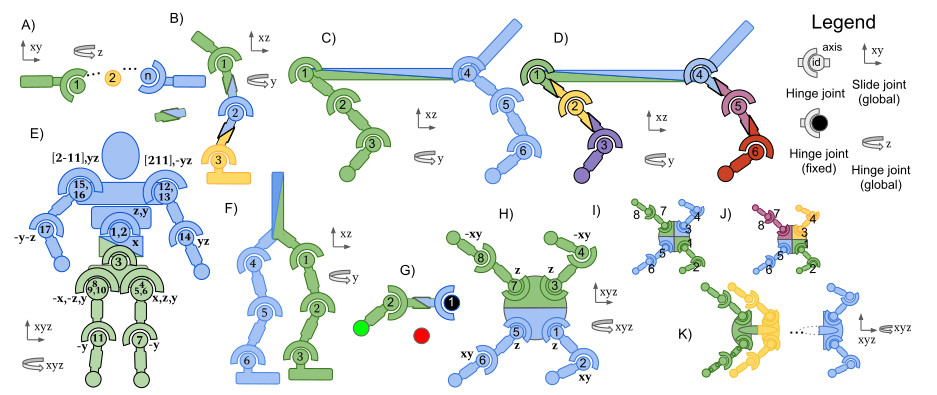 A)
xy
z
1
2
n
B)
xz
y
1
2
3
C)
1
2
3
4
5
6
xz
y
D)
1
2
3
4
5
6
xz
y
Legend
axis
id
Hinge joint
xy
Slide joint
(global)
Hinge joint
(fixed)
z
Hinge joint
(global)
E)
[2-11],yz
[211],-yz
15,
16
12,
13
z,y
1,2
x
17
-y-z
14
yz
3
8
9,10
4
5,6
-x,-z,y
x,z,y
11
-y
7
-y
xyz
xyz
F)
4
1
5
2
6
3
xz
y
G)
2
1
H)
-xy
8
-xy
4
z
7
z
3
5
z
1
z
6
xy
2
xy
xyz
xyz
I)
8
7
4
3
5
1
6
2
J)
7
8
4
3
5
1
6
2
K)
x
xyz